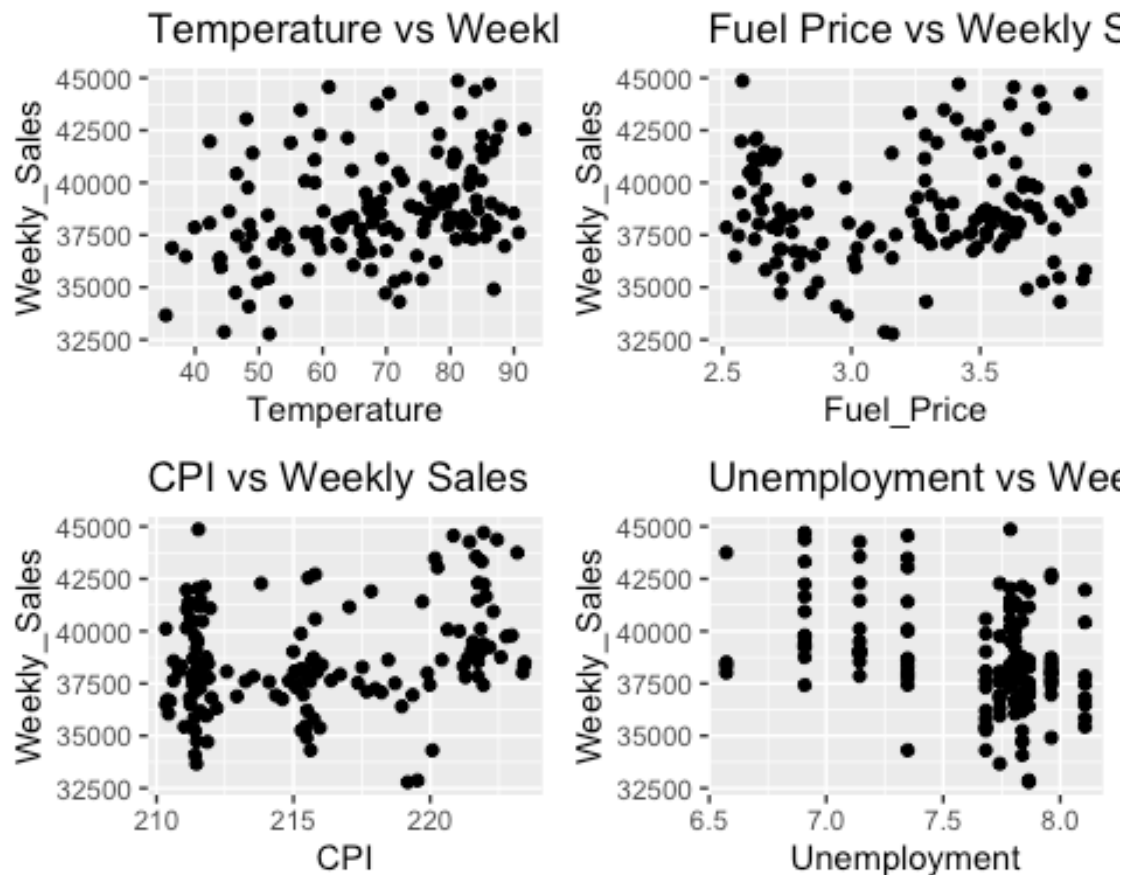 Temperature vs Weekl
Weekly_Sales
45000
42500
40000
37500
35000
32500
40 50 60 70 80 90
Temperature
Fuel Price vs Weekly S
Weekly_Sales
45000
42500
40000
37500
35000
32500
2.5 3.0 3.5
Fuel_Price
CPI vs Weekly Sales
Weekly_Sales
45000
42500
40000
37500
35000
32500
210 215 220
CPI
Unemployment vs Wee
Weekly_Sales
45000
42500
40000
37500
35000
32500
6.5 7.0 7.5 8.0
Unemployment